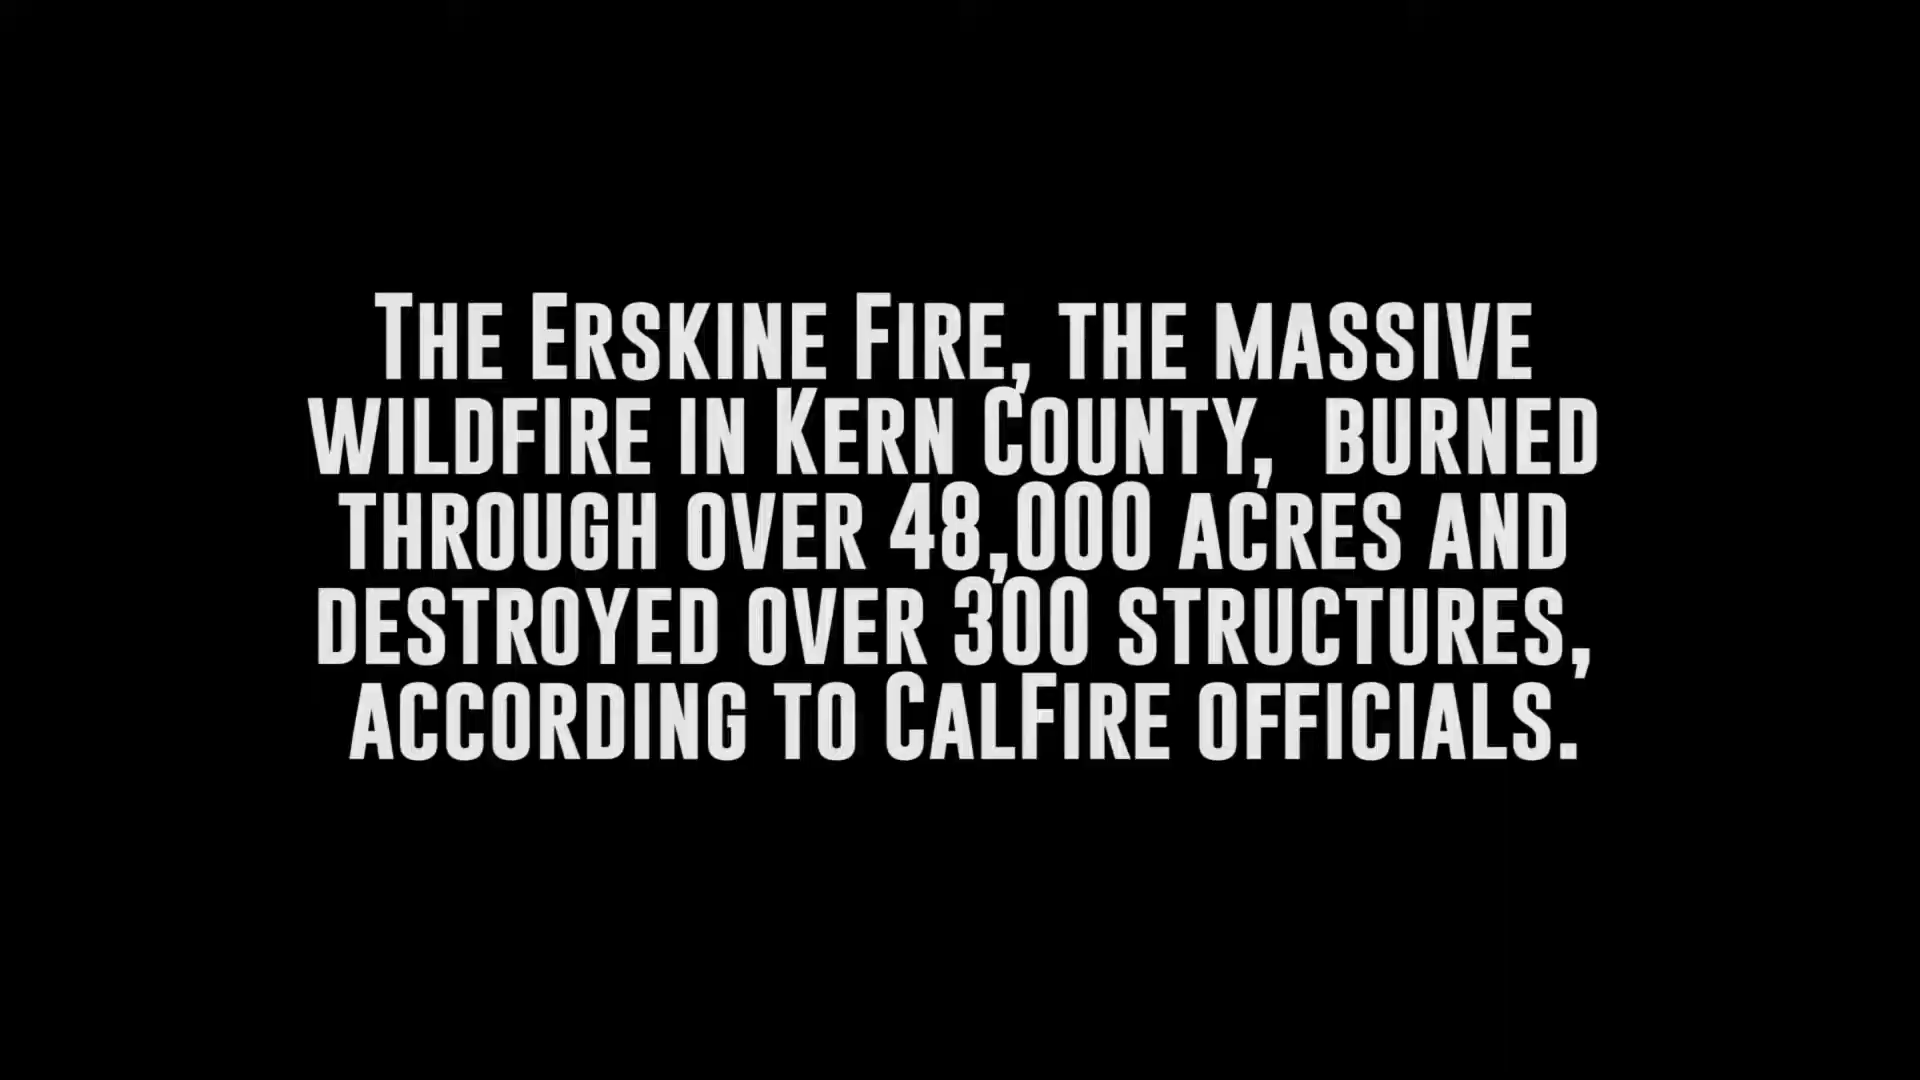 The Erskine Fire, the massive
wildfire in Kern County,  burned
through over 48,000 acres and
destroyed over 300 structures,
according to CalFire officials.